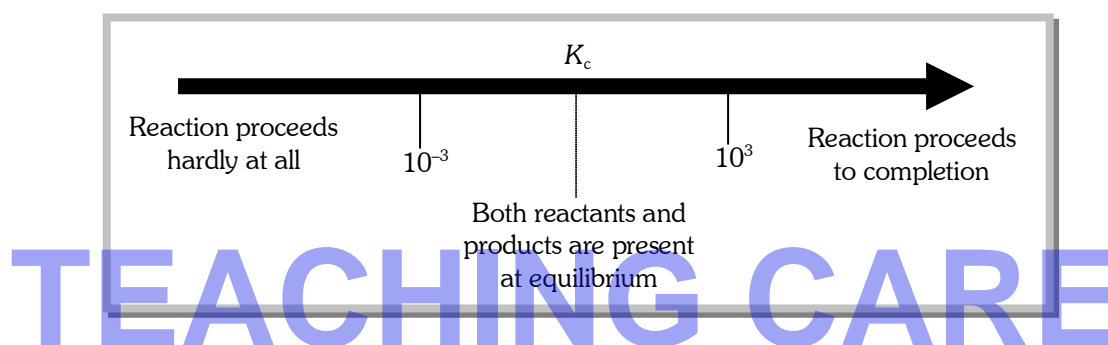 K_c
Reaction proceeds
hardly at all
10⁻³
10³
Reaction proceeds
to completion
Both reactants and
products are present
at equilibrium
TEACHING CARE